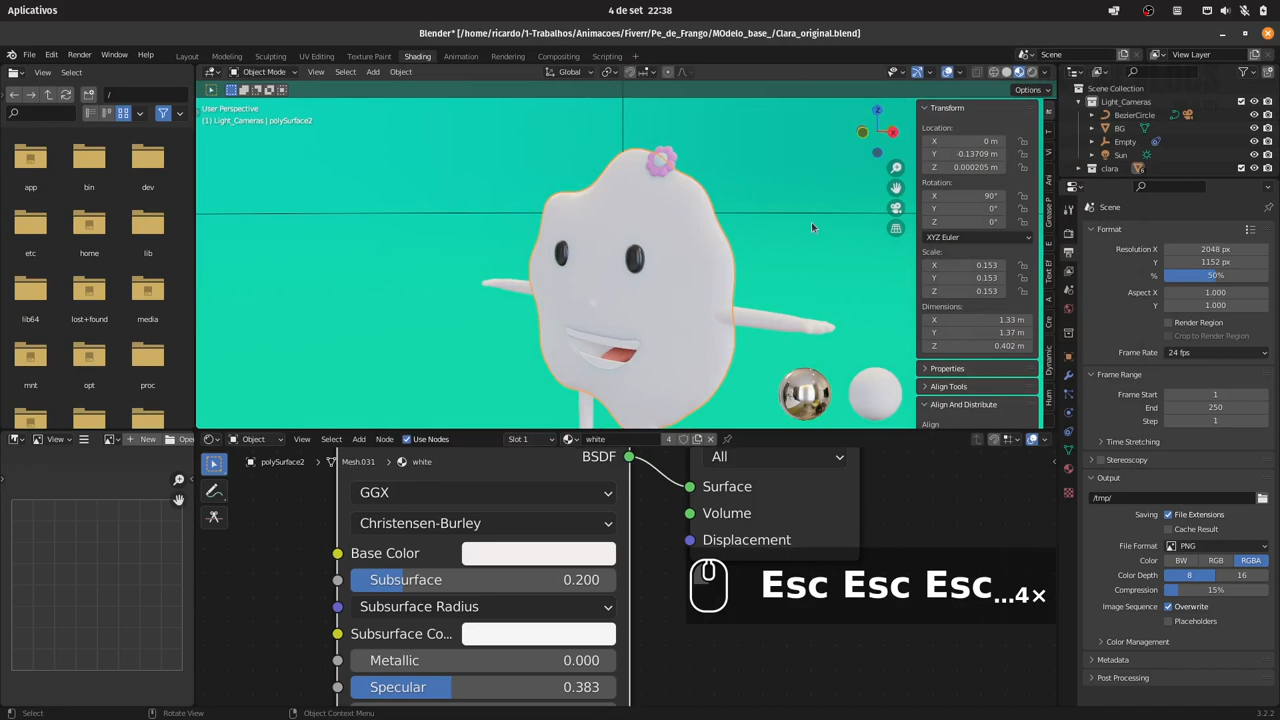 Aplicativos
4 de set 22:38
Blender* [/home/ricardo/1-Trabalhos/Animacoes/Fiverr/Pe_de_Frango/MOdelo_base_/Clara_original.blend]
File Edit Render Window Help Layout Modeling Sculpting UV Editing Texture Paint Shading Animation Rendering Compositing Scripting Scene View Layer
View Select Object Mode View Select Add Object Global
/ Options
User Perspective
(1) Light_Cameras | polySurface2
app bin dev
etc home lib
lib64 lost+found media
mnt opt proc
Z
X
Transform
Location:
X 0 m
Y -0.13709 m
Z 0.000205 m
Rotation:
X 90°
Y 0°
Z 0°
XYZ Euler
Scale:
X 0.153
Y 0.153
Z 0.153
Dimensions:
X 1.33 m
Y 1.37 m
Z 0.402 m
Properties
Align Tools
Align And Distribute
Align
T
Vi
Ani
Grease P
E
Text Ef
A
Cre
Dynamic
Hum
Scene Collection
Light_Cameras
BezierCircle
BG
Empty
Sun
clara
Scene
Format
Resolution X 2048 px
Y 1152 px
% 50%
Aspect X 1.000
Y 1.000
Render Region
Crop to Render Region
Frame Rate 24 fps
Frame Range
Frame Start 1
End 250
Step 1
Time Stretching
Stereoscopy
Output
/tmp/
Saving File Extensions
Cache Result
File Format PNG
Color BW RGB RGBA
Color Depth 8 16
Compression 15%
Image Sequence Overwrite
Placeholders
Color Management
Metadata
Post Processing
View New Open
Object View Select Add Node Use Nodes Slot 1 white 4
polySurface2 Mesh.031 white
BSDF
GGX
Christensen-Burley
Base Color
Subsurface 0.200
Subsurface Radius
Subsurface Co...
Metallic 0.000
Specular 0.383
All
Surface
Volume
Displacement
Esc Esc Esc...4×
Select Rotate View Object Context Menu 3.2.2